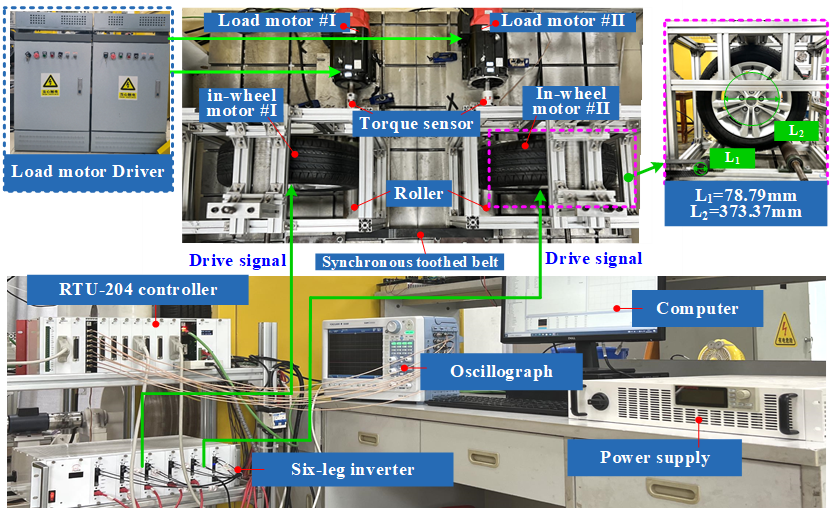 Load motor #I
Load motor #II
in-wheel
motor #I
In-wheel
motor #II
Torque sensor
L₂
L₁
Load motor Driver
Roller
L₁=78.79mm
L₂=373.37mm
Drive signal
Synchronous toothed belt
Drive signal
RTU-204 controller
Computer
Oscillograph
Six-leg inverter
Power supply